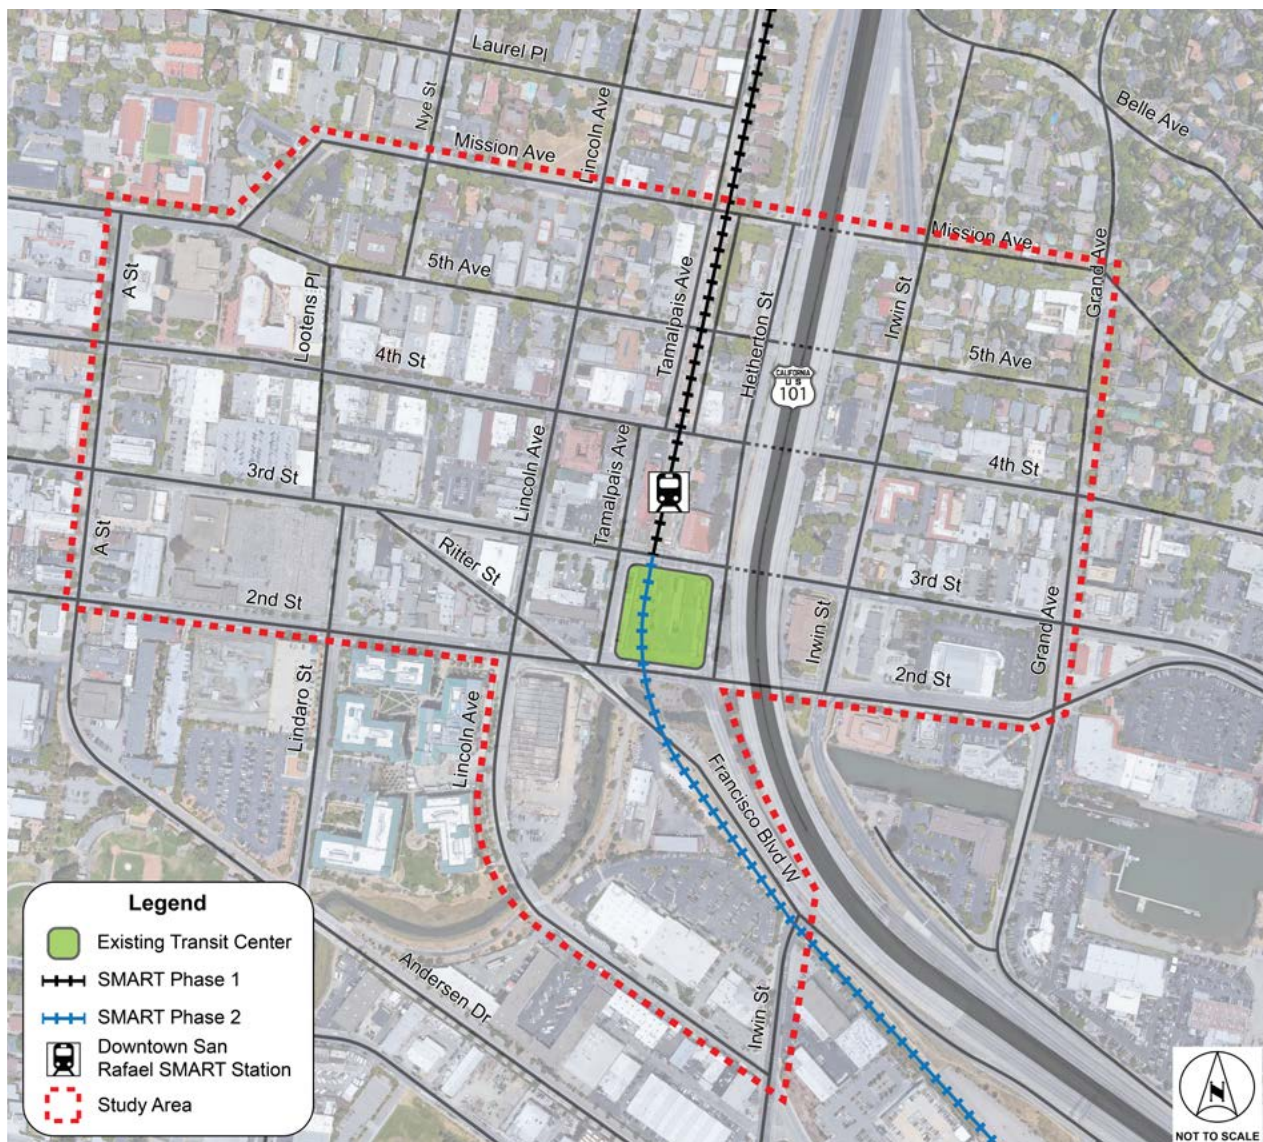 Laurel Pl
Nye St
Lincoln Ave
Belle Ave
Mission Ave
Mission Ave
A St
Lootens Pl
5th Ave
Tamalpais Ave
Hetherton St
Irwin St
Grand Ave
5th Ave
4th St
CALIFORNIA
U S
101
4th St
3rd St
Lincoln Ave
Tamalpais Ave
A St
Ritter St
3rd St
2nd St
Irwin St
Grand Ave
2nd St
Lindaro St
Lincoln Ave
Francisco Blvd W
Andersen Dr
Irwin St
Legend
Existing Transit Center
SMART Phase 1
SMART Phase 2
Downtown San
Rafael SMART Station
Study Area
N
NOT TO SCALE